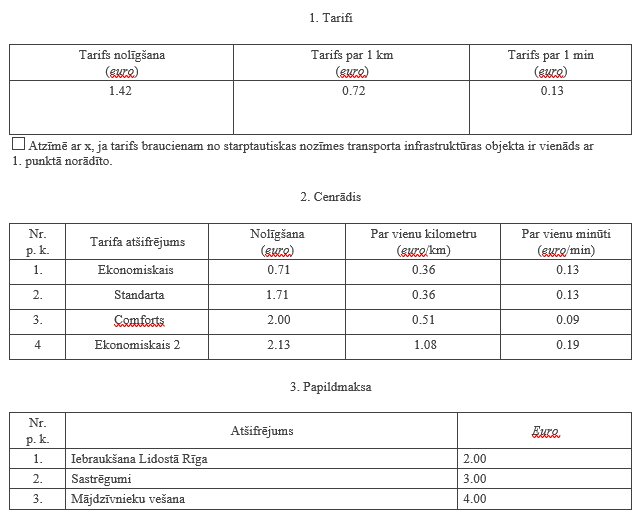 1. Tarifi
Tarifs nolīgšana Tarifs par 1 km Tarifs par 1 min
(euro) (euro) (euro)
1.42 0.72 0.13
Atzīmē ar x, ja tarifs braucienam no starptautiskas nozīmes transporta infrastruktūras objekta ir vienāds ar
1. punktā norādīto.
2. Cenrādis
Nr. Nolīgšana Par vienu kilometru Par vienu minūti
p. k. Tarifa atšifrējums (euro) (euro/km) (euro/min)
1. Ekonomiskais 0.71 0.36 0.13
2. Standarta 1.71 0.36 0.13
3. Comforts 2.00 0.51 0.09
4 Ekonomiskais 2 2.13 1.08 0.19
3. Papildmaksa
Nr.
p. k. Atšifrējums Euro
1. Iebraukšana Lidostā Rīga 2.00
2. Sastrēgumi 3.00
3. Mājdzīvnieku vešana 4.00